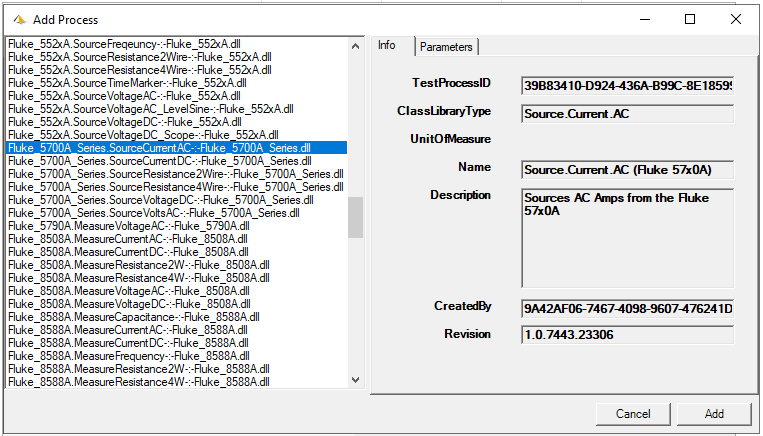 Add Process
Fluke_552xA.SourceFreqeuncy-:-Fluke_552xA.dll
Fluke_552xA.SourceResistance2Wire-:-Fluke_552xA.dll
Fluke_552xA.SourceResistance4Wire-:-Fluke_552xA.dll
Fluke_552xA.SourceTimeMarker-:-Fluke_552xA.dll
Fluke_552xA.SourceVoltageAC-:-Fluke_552xA.dll
Fluke_552xA.SourceVoltageAC_LevelSine-:-Fluke_552xA.dll
Fluke_552xA.SourceVoltageDC-:-Fluke_552xA.dll
Fluke_552xA.SourceVoltageDC_Scope-:-Fluke_552xA.dll
Fluke_5700A_Series.SourceCurrentAC-:-Fluke_5700A_Series.dll
Fluke_5700A_Series.SourceCurrentDC-:-Fluke_5700A_Series.dll
Fluke_5700A_Series.SourceResistance2Wire-:-Fluke_5700A_Series.dll
Fluke_5700A_Series.SourceResistance4Wire-:-Fluke_5700A_Series.dll
Fluke_5700A_Series.SourceVoltageDC-:-Fluke_5700A_Series.dll
Fluke_5700A_Series.SourceVoltsAC-:-Fluke_5700A_Series.dll
Fluke_5790A.MeasureVoltageAC-:-Fluke_5790A.dll
Fluke_8508A.MeasureCurrentAC-:-Fluke_8508A.dll
Fluke_8508A.MeasureCurrentDC-:-Fluke_8508A.dll
Fluke_8508A.MeasureResistance2W-:-Fluke_8508A.dll
Fluke_8508A.MeasureResistance4W-:-Fluke_8508A.dll
Fluke_8508A.MeasureVoltageAC-:-Fluke_8508A.dll
Fluke_8508A.MeasureVoltageDC-:-Fluke_8508A.dll
Fluke_8588A.MeasureCapacitance-:-Fluke_8588A.dll
Fluke_8588A.MeasureCurrentAC-:-Fluke_8588A.dll
Fluke_8588A.MeasureCurrentDC-:-Fluke_8588A.dll
Fluke_8588A.MeasureFrequency-:-Fluke_8588A.dll
Fluke_8588A.MeasureResistance2W-:-Fluke_8588A.dll
Fluke_8588A.MeasureResistance4W-:-Fluke_8588A.dll
Info Parameters
TestProcessID 39B83410-D924-436A-B99C-8E18599
ClassLibraryType Source.Current.AC
UnitOfMeasure
Name Source.Current.AC (Fluke 57x0A)
Description Sources AC Amps from the Fluke
57x0A
CreatedBy 9A42AF06-7467-4098-9607-476241D
Revision 1.0.7443.23306
Cancel Add